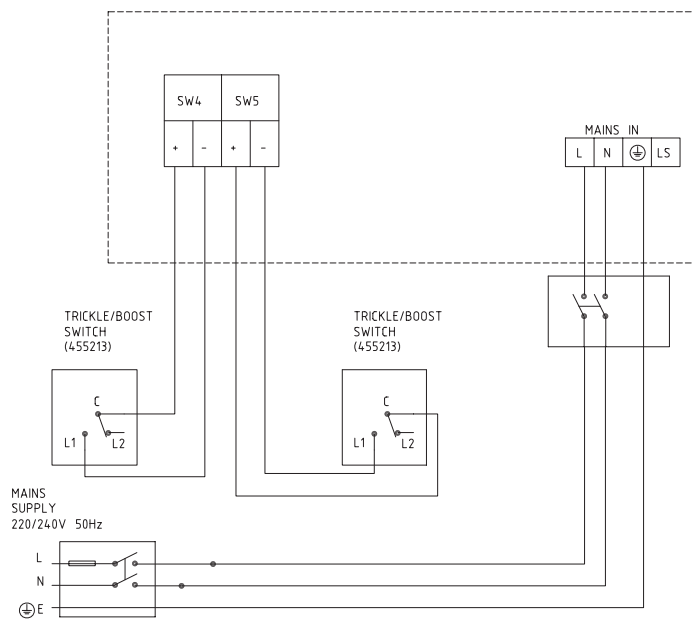 SW4 SW5
+ - + -
MAINS IN
L N LS
TRICKLE/BOOST
SWITCH
(455213)
C
L1 L2
TRICKLE/BOOST
SWITCH
(455213)
C
L1 L2
MAINS
SUPPLY
220/240V 50Hz
L
N
E